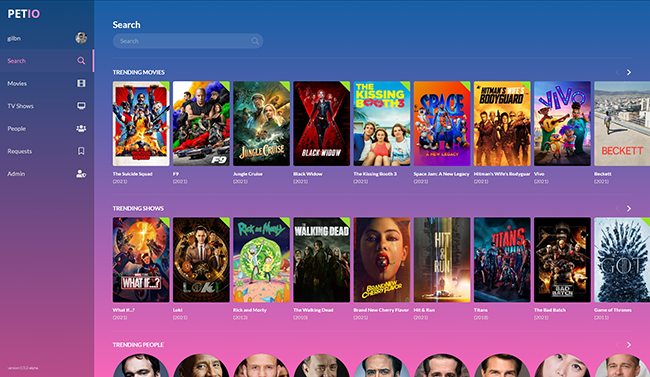 PETIO
gilbn
Search
Movies
TV Shows
People
Requests
Admin
Search
Search
TRENDING MOVIES
F9
JUNGLE CRUISE
BLACK WIDOW
THE KISSING BOOTH 3
SPACE JAM
A NEW LEGACY
HITMAN'S WIFE'S BODYGUARD
VIVO
BECKETT
The Suicide Squad
F9
Jungle Cruise
Black Widow
The Kissing Booth 3
Space Jam: A New Legacy
Hitman's Wife's Bodyguar
Vivo
Beckett
(2021)
(2021)
(2021)
(2021)
(2021)
(2021)
(2021)
(2021)
(2021)
TRENDING SHOWS
WHAT IF...?
LOKI
Rick and Morty
THE WALKING DEAD
BRAND NEW CHERRY FLAVOR
HIT & RUN
TITANS
THE BAD BATCH
GOT
What If...?
Loki
Rick and Morty
The Walking Dead
Brand New Cherry Flavor
Hit & Run
Titans
The Bad Batch
Game of Thrones
(2021)
(2021)
(2013)
(2010)
(2021)
(2021)
(2018)
(2021)
(2011)
TRENDING PEOPLE